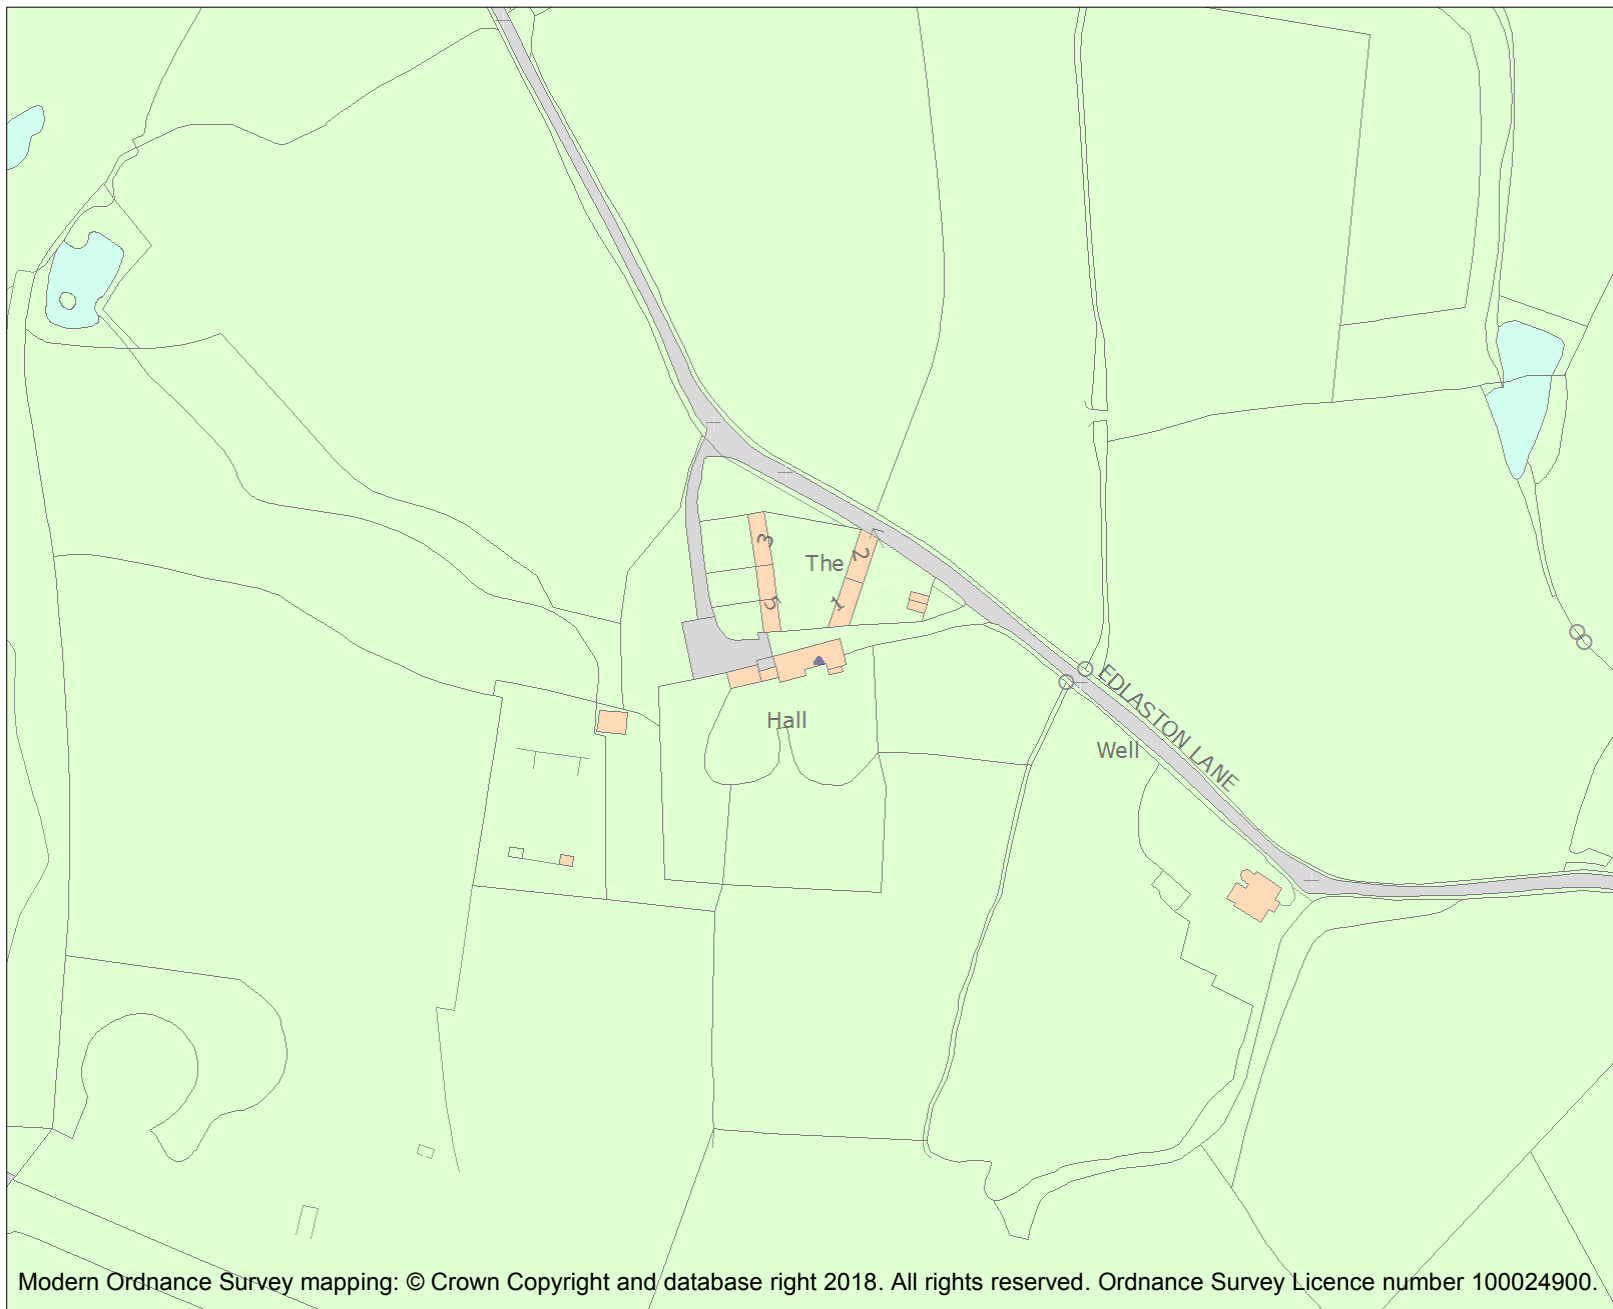 3
The
2
5
1
Hall
EDLASTON LANE
Well
Modern Ordnance Survey mapping: © Crown Copyright and database right 2018. All rights reserved. Ordnance Survey Licence number 100024900.